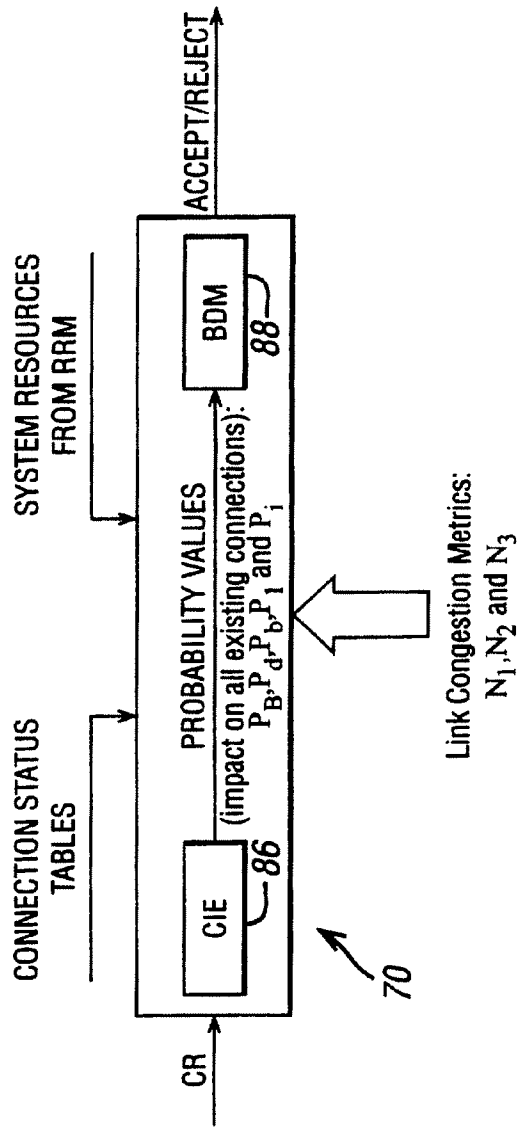 CONNECTION STATUS
TABLES
SYSTEM RESOURCES
FROM RRM
CR
CIE
86
PROBABILITY VALUES
(impact on all existing connections):
P_B,P_d,P_b,P_1 and P_i
BDM
88
ACCEPT/REJECT
70
Link Congestion Metrics:
N_1,N_2 and N_3